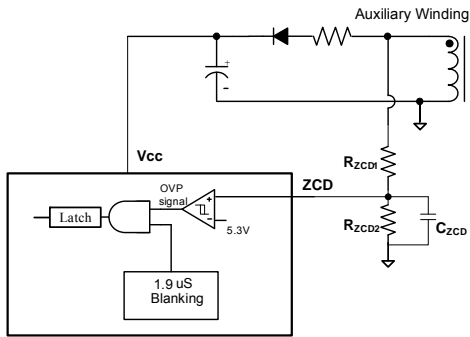 Auxiliary Winding
+
-
Vcc
RZCD1
ZCD
OVP
signal
+
-
5.3V
Latch
RZCD2
CZCD
1.9 uS
Blanking